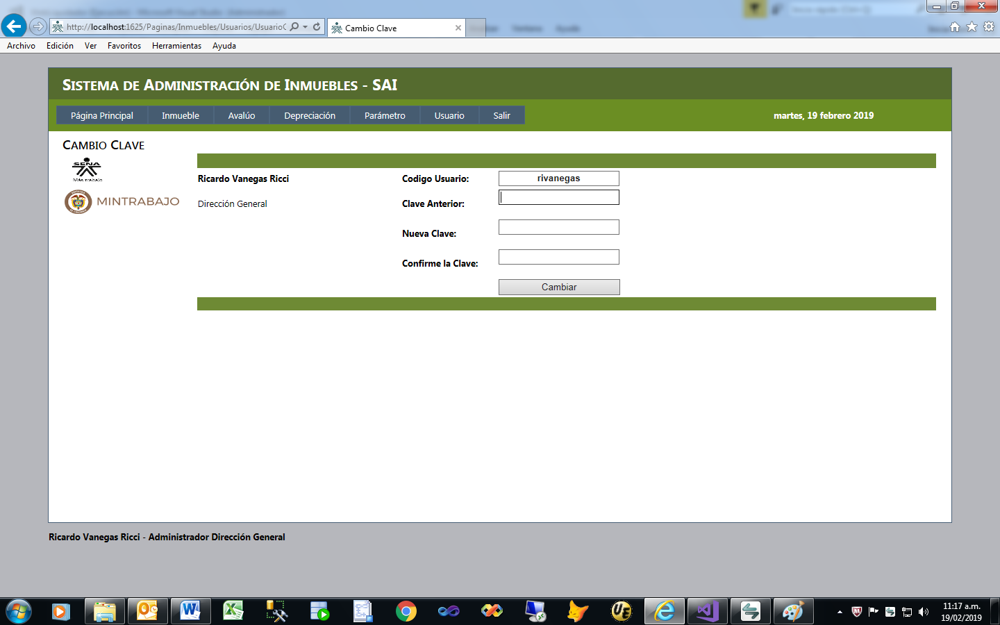 http://localhost:1625/Paginas/Inmuebles/Usuarios/UsuarioC
Cambio Clave
Archivo Edición Ver Favoritos Herramientas Ayuda
SISTEMA DE ADMINISTRACIÓN DE INMUEBLES - SAI
Página Principal Inmueble Avalúo Depreciación Parámetro Usuario Salir
martes, 19 febrero 2019
CAMBIO CLAVE
SENA
Más trabajo
MINTRABAJO
Ricardo Vanegas Ricci
Codigo Usuario: rivanegas
Dirección General
Clave Anterior:
Nueva Clave:
Confirme la Clave:
Cambiar
Ricardo Vanegas Ricci - Administrador Dirección General
11:17 a.m.
19/02/2019